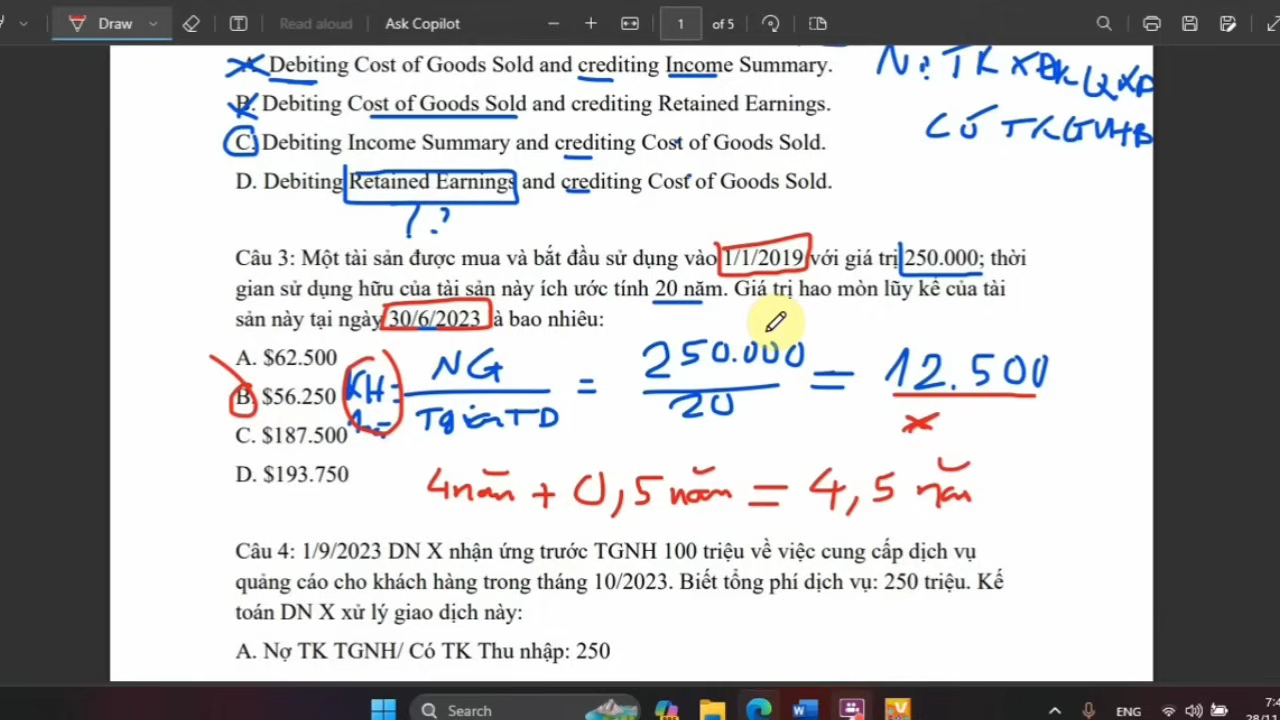 Draw
Read aloud
Ask Copilot
1
of 5
A. Debiting Cost of Goods Sold and crediting Income Summary.
B. Debiting Cost of Goods Sold and crediting Retained Earnings.
C. Debiting Income Summary and crediting Cost of Goods Sold.
D. Debiting Retained Earnings and crediting Cost of Goods Sold.
CÓ TK GVHB
??
Câu 3: Một tài sản được mua và bắt đầu sử dụng vào 1/1/2019 với giá trị 250.000; thời
gian sử dụng hữu của tài sản này ích ước tính 20 năm. Giá trị hao mòn lũy kế của tài
sản này tại ngày 30/6/2023 à bao nhiêu:
A. $62.500
B. $56.250
C. $187.500
D. $193.750
KH = NG / Tgian TD = 250.000 / 20 = 12.500
4 năm + 0,5 năm = 4,5 năm
Câu 4: 1/9/2023 DN X nhận ứng trước TGNH 100 triệu về việc cung cấp dịch vụ
quảng cáo cho khách hàng trong tháng 10/2023. Biết tổng phí dịch vụ: 250 triệu. Kế
toán DN X xử lý giao dịch này:
A. Nợ TK TGNH/ Có TK Thu nhập: 250
Search
ENG